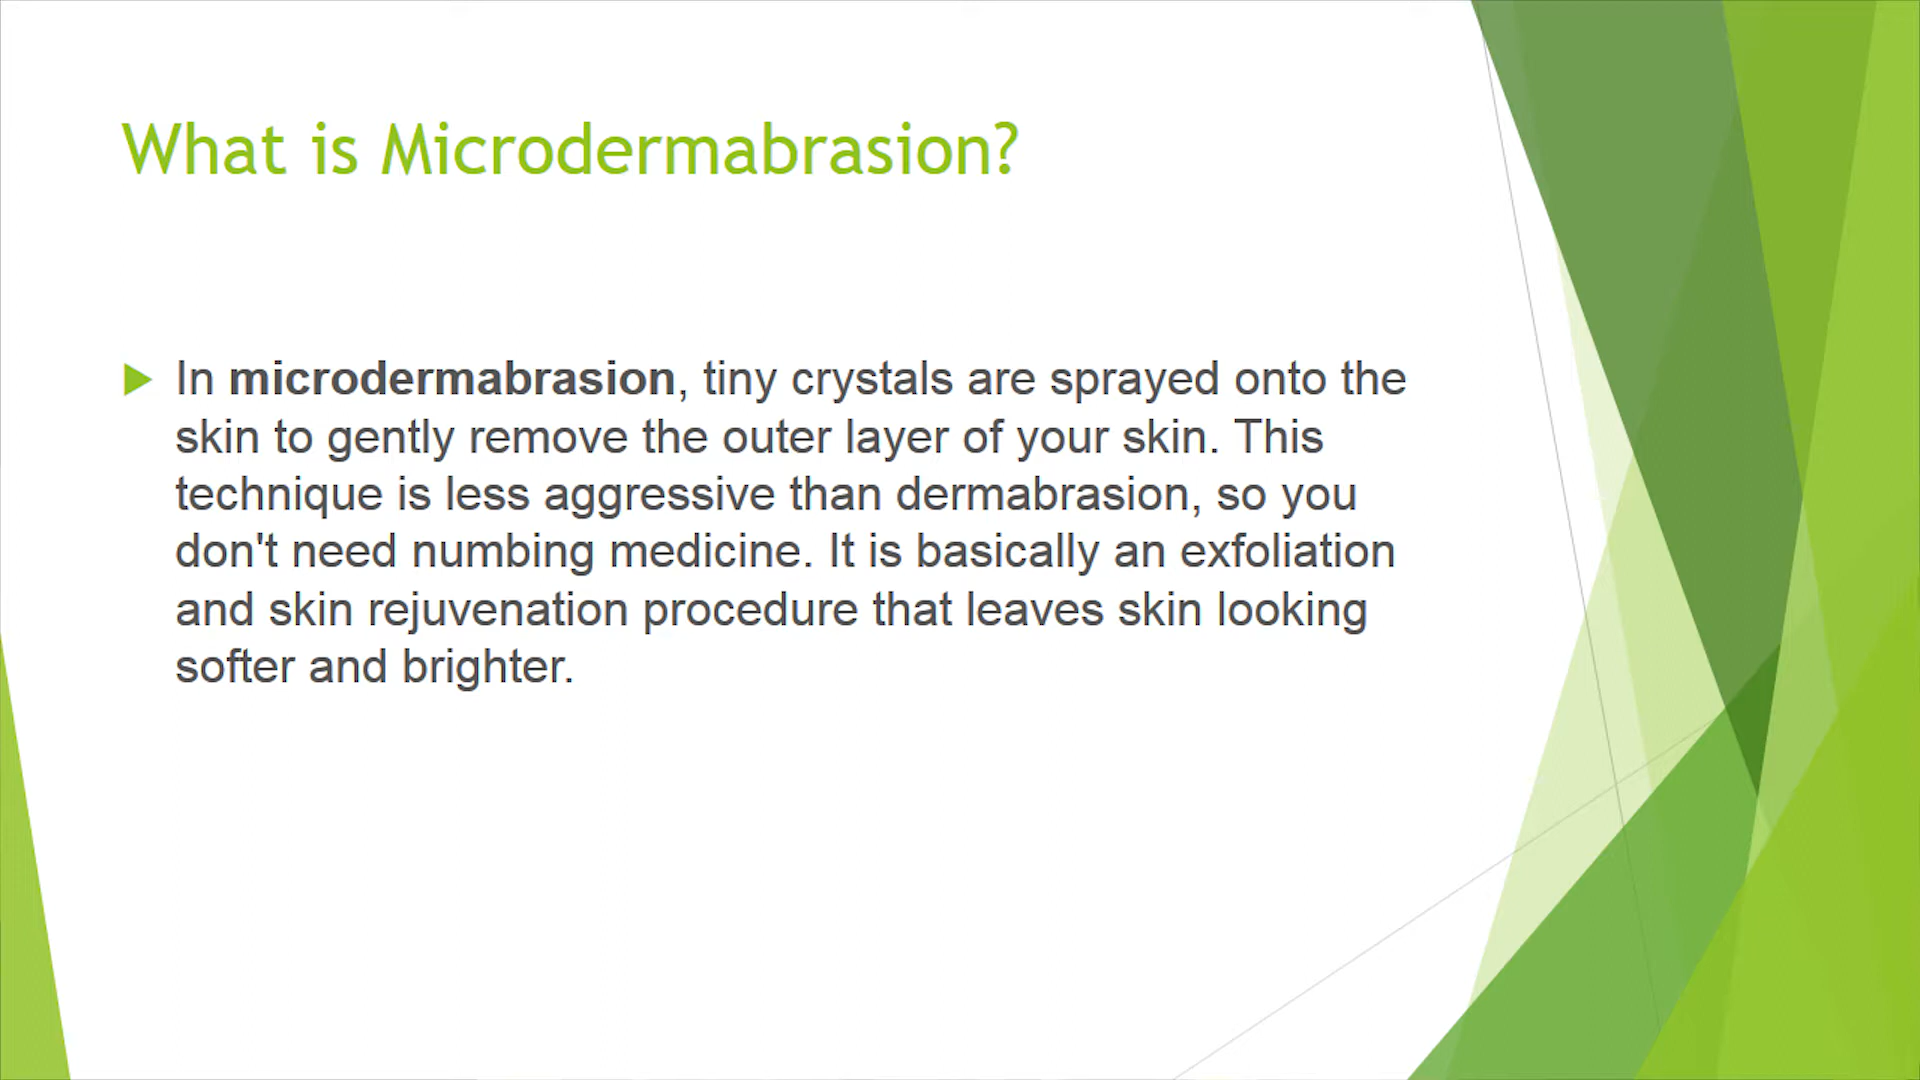 What is Microdermabrasion?
In microdermabrasion, tiny crystals are sprayed onto the
skin to gently remove the outer layer of your skin. This
technique is less aggressive than dermabrasion, so you
don't need numbing medicine. It is basically an exfoliation
and skin rejuvenation procedure that leaves skin looking
softer and brighter.